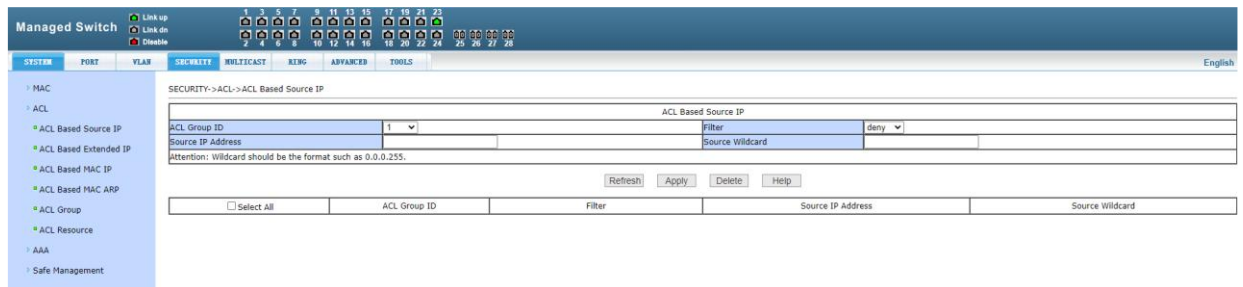 Managed Switch
Link up
Link dn
Disable
1 3 5 7 9 11 13 15 17 19 21 23
2 4 6 8 10 12 14 16 18 20 22 24 25 26 27 28
SYSTEM PORT VLAN SECURITY MULTICAST RING ADVANCED TOOLS English
MAC
ACL
ACL Based Source IP
ACL Based Extended IP
ACL Based MAC IP
ACL Based MAC ARP
ACL Group
ACL Resource
AAA
Safe Management
SECURITY->ACL->ACL Based Source IP
ACL Based Source IP
ACL Group ID 1 Filter deny
Source IP Address Source Wildcard
Attention: Wildcard should be the format such as 0.0.0.255.
Refresh Apply Delete Help
Select All ACL Group ID Filter Source IP Address Source Wildcard